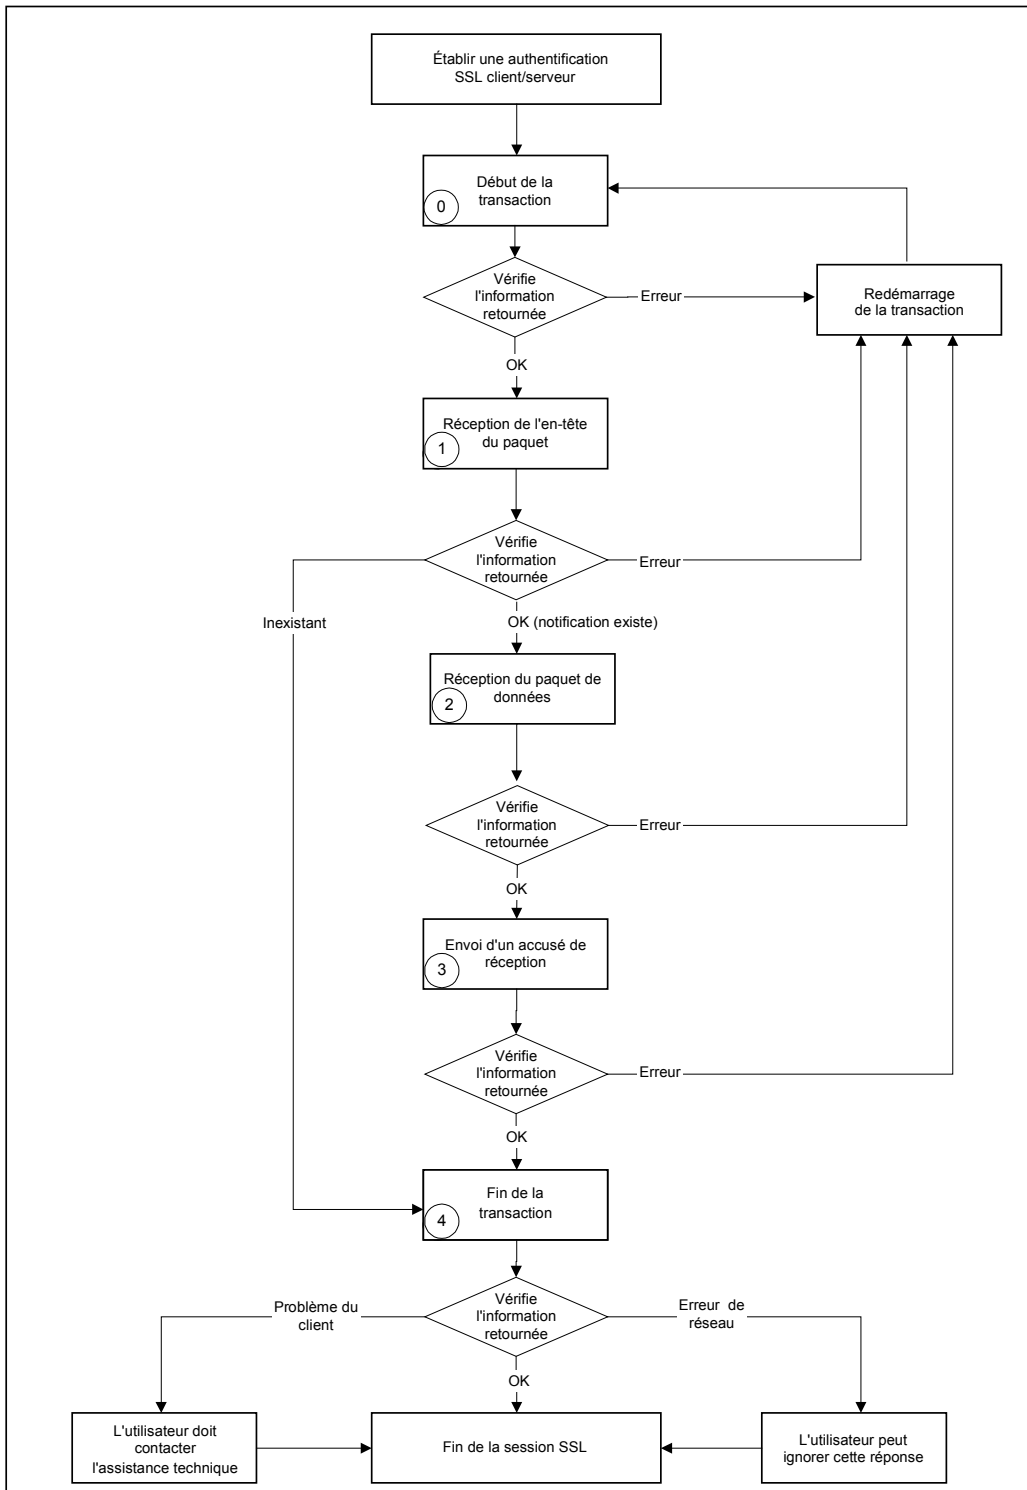 Établir une authentification
SSL client/serveur
Début de la
transaction
0
Vérifie
l'information
retournée
Erreur
Redémarrage
de la transaction
OK
Réception de l'en-tête
du paquet
1
Vérifie
l'information
retournée
Erreur
Inexistant
OK (notification existe)
Réception du paquet de
données
2
Vérifie
l'information
retournée
Erreur
OK
Envoi d'un accusé de
réception
3
Vérifie
l'information
retournée
Erreur
OK
Fin de la
transaction
4
Problème du
client
Vérifie
l'information
retournée
Erreur de
réseau
OK
L'utilisateur doit
contacter
l'assistance technique
Fin de la session SSL
L'utilisateur peut
ignorer cette réponse